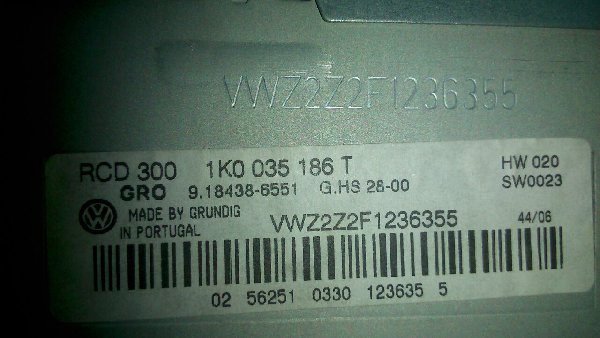 VWZ2Z2F1236355
RCD 300 1K0 035 186 T HW 020
GRO 9.18438-6551 G.HS 28-00 SW0023
MADE BY GRUNDIG VWZ2Z2F1236355 44/06
IN PORTUGAL
02 56251 0330 123635 5